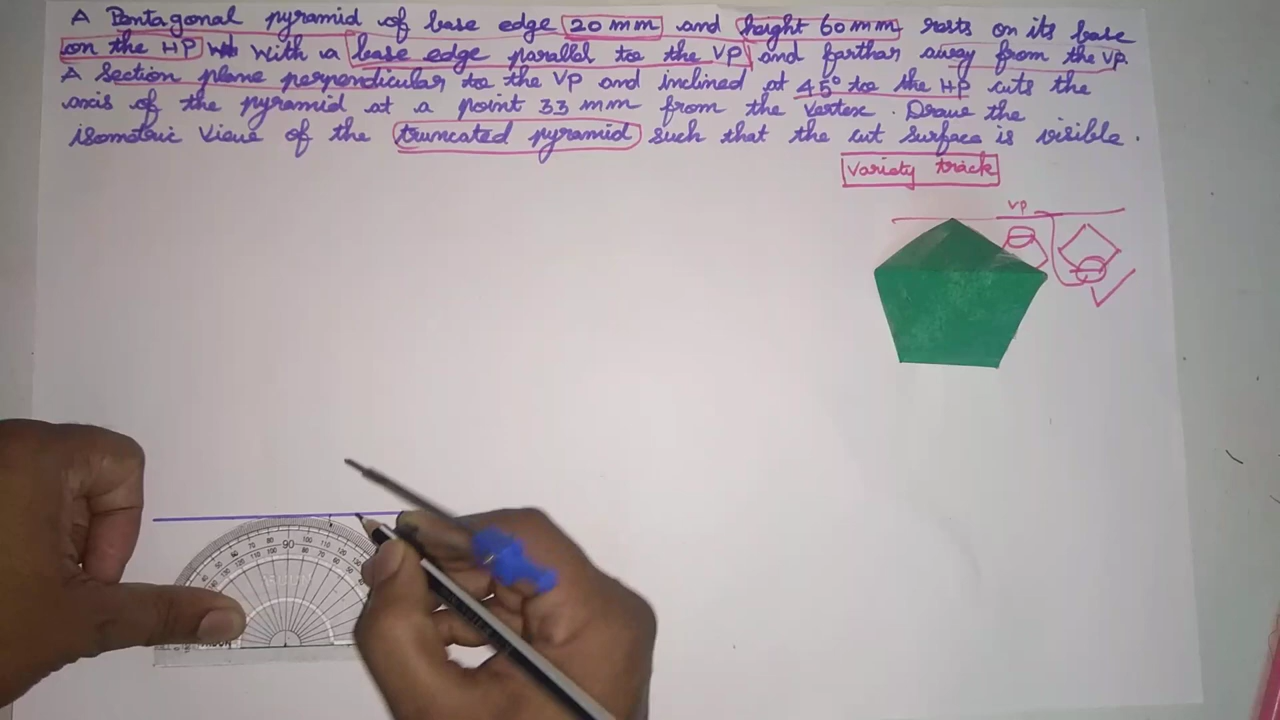 A Pentagonal pyramid of base edge 20 mm and height 60 mm rests on its base
on the HP with a base edge parallel to the VP and farthar away from the VP.
A section plane perpendicular to the VP and inclined at 45° to the HP cuts the
axis of the pyramid at a point 33 mm from the vertex. Draw the
isometric view of the truncated pyramid such that the cut surface is visible.
Variety track
VP
90